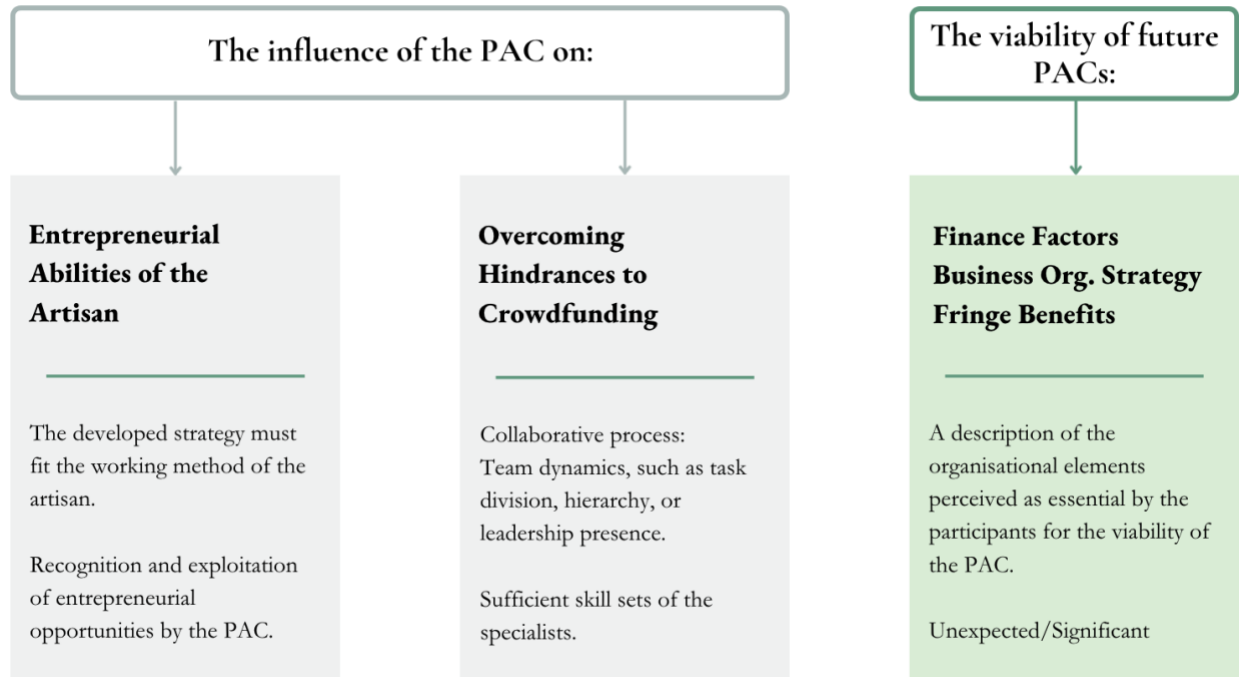 The influence of the PAC on:
The viability of future
PACs:
Entrepreneurial
Abilities of the
Artisan
The developed strategy must
fit the working method of the
artisan.
Recognition and exploitation
of entrepreneurial
opportunities by the PAC.
Overcoming
Hindrances to
Crowdfunding
Collaborative process:
Team dynamics, such as task
division, hierarchy, or
leadership presence.
Sufficient skill sets of the
specialists.
Finance Factors
Business Org. Strategy
Fringe Benefits
A description of the
organisational elements
perceived as essential by the
participants for the viability of
the PAC.
Unexpected/Significant